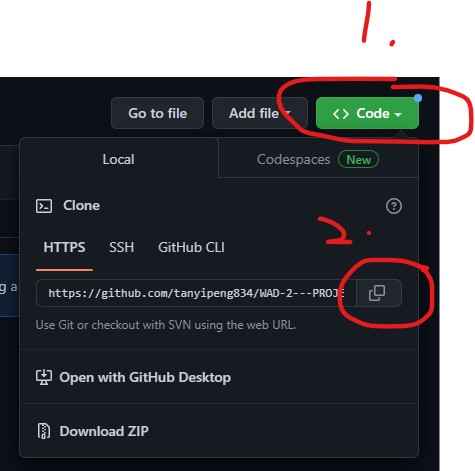 1.
Go to file Add file <> Code
Local Codespaces New
Clone
HTTPS SSH GitHub CLI
2.
https://github.com/tanyipeng834/WAD-2---PROJE
ng a
Use Git or checkout with SVN using the web URL.
Open with GitHub Desktop
Download ZIP